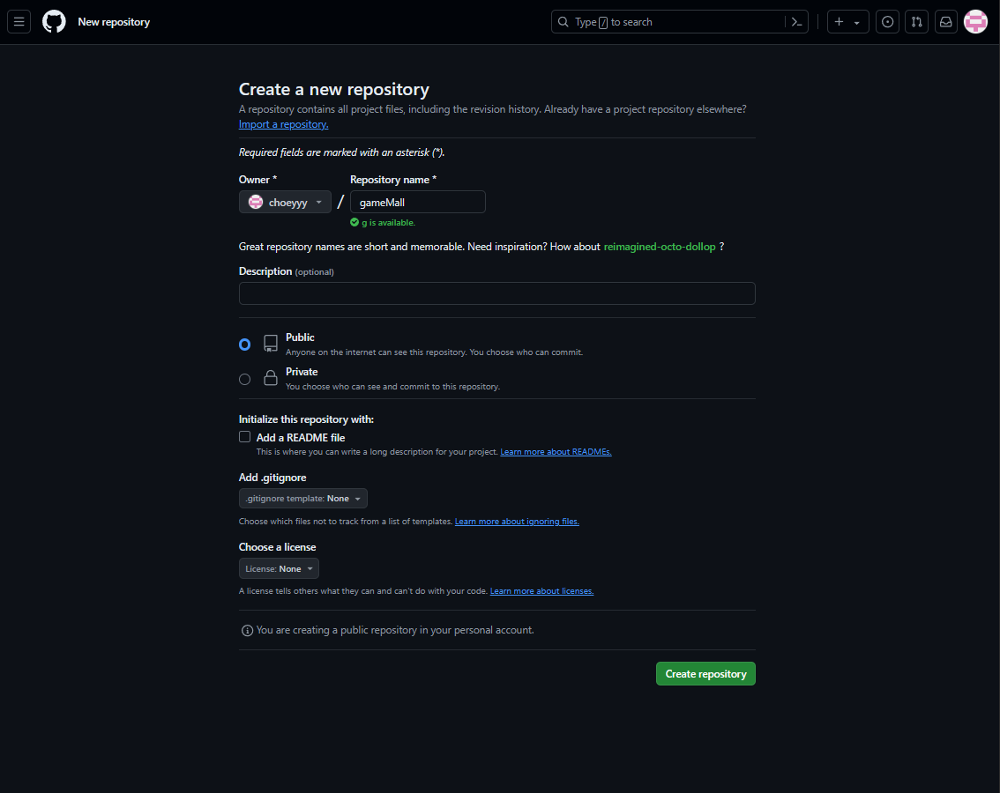 New repository
Type / to search
Create a new repository
A repository contains all project files, including the revision history. Already have a project repository elsewhere?
Import a repository.
Required fields are marked with an asterisk (*).
Owner *
Repository name *
choeyyy
/
gameMall
g is available.
Great repository names are short and memorable. Need inspiration? How about reimagined-octo-dollop ?
Description (optional)
Public
Anyone on the internet can see this repository. You choose who can commit.
Private
You choose who can see and commit to this repository.
Initialize this repository with:
Add a README file
This is where you can write a long description for your project. Learn more about READMEs.
Add .gitignore
.gitignore template: None
Choose which files not to track from a list of templates. Learn more about ignoring files.
Choose a license
License: None
A license tells others what they can and can't do with your code. Learn more about licenses.
You are creating a public repository in your personal account.
Create repository